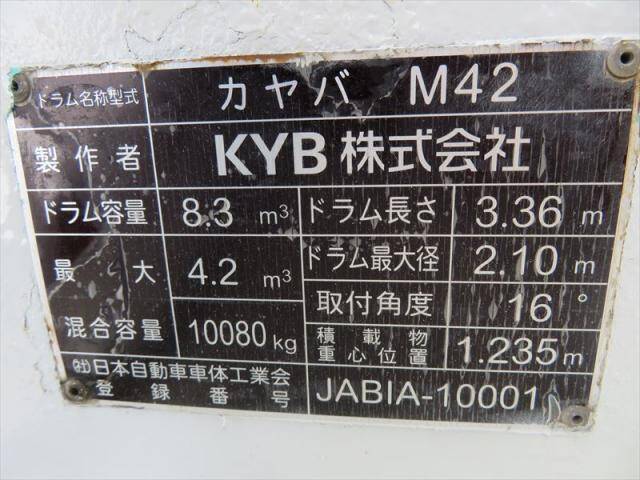 ドラム名称型式 カヤバ M42
製作者 KYB株式会社
ドラム容量 8.3 m³ ドラム長さ 3.36 m
最大 4.2 m³ ドラム最大径 2.10 m
混合容量 10080 kg 取付角度 16°
積載物
重心位置 1.235 m
(社)日本自動車車体工業会
登録番号 JABIA-10001